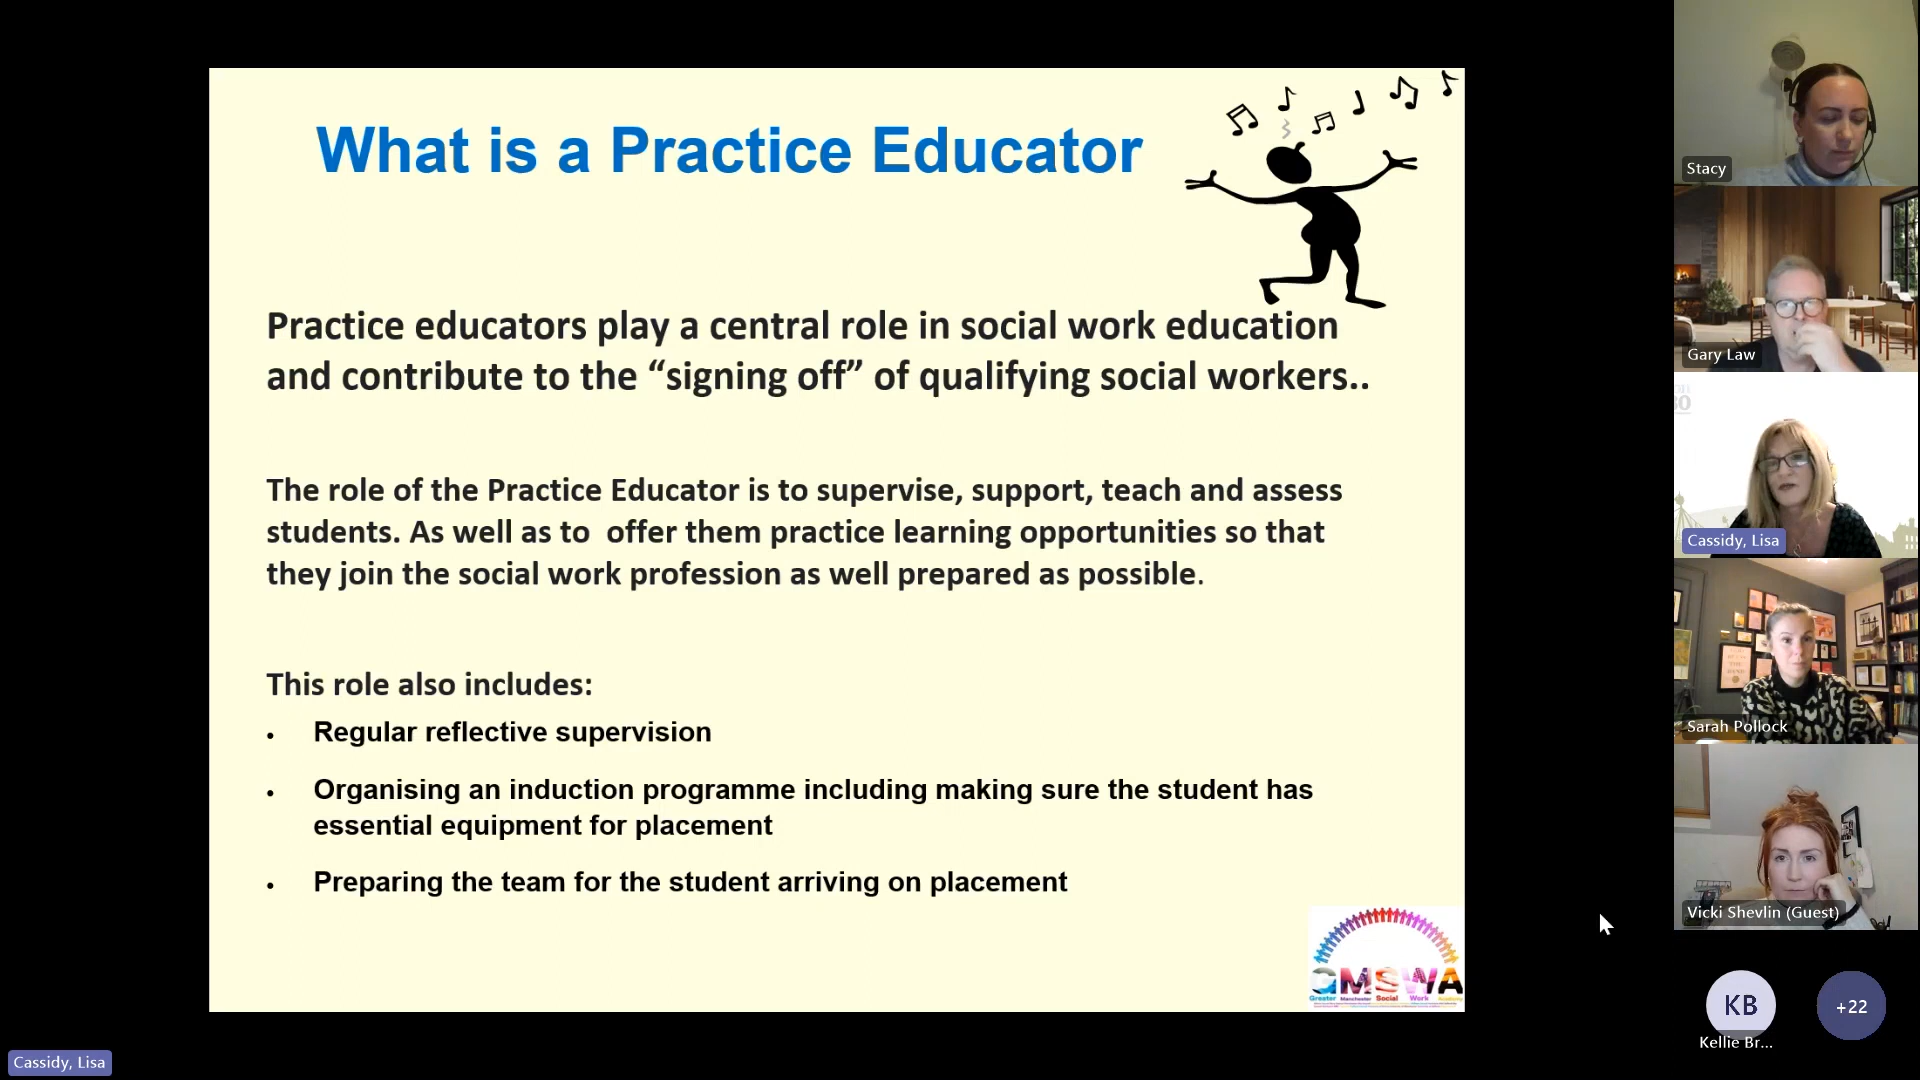 What is a Practice Educator
Practice educators play a central role in social work education
and contribute to the “signing off” of qualifying social workers..
The role of the Practice Educator is to supervise, support, teach and assess
students. As well as to  offer them practice learning opportunities so that
they join the social work profession as well prepared as possible.
This role also includes:
• Regular reflective supervision
• Organising an induction programme including making sure the student has
essential equipment for placement
• Preparing the team for the student arriving on placement
GMSWA
Greater Manchester Social Work Academy
Stacy
Gary Law
Cassidy, Lisa
Sarah Pollock
Vicki Shevlin (Guest)
KB
+22
Kellie Br...
Cassidy, Lisa